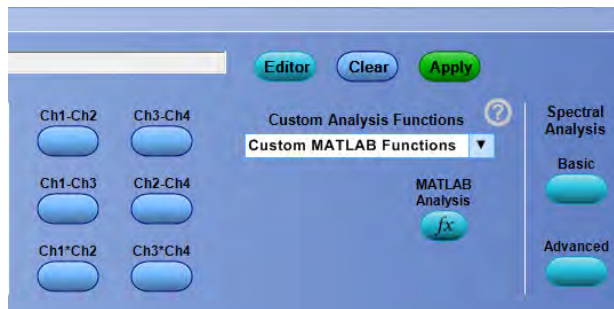 Editor Clear Apply
Ch1-Ch2 Ch3-Ch4 Custom Analysis Functions ? Spectral
Analysis
Custom MATLAB Functions
Basic
Ch1-Ch3 Ch2-Ch4 MATLAB
Analysis
fx
Ch1*Ch2 Ch3*Ch4 Advanced